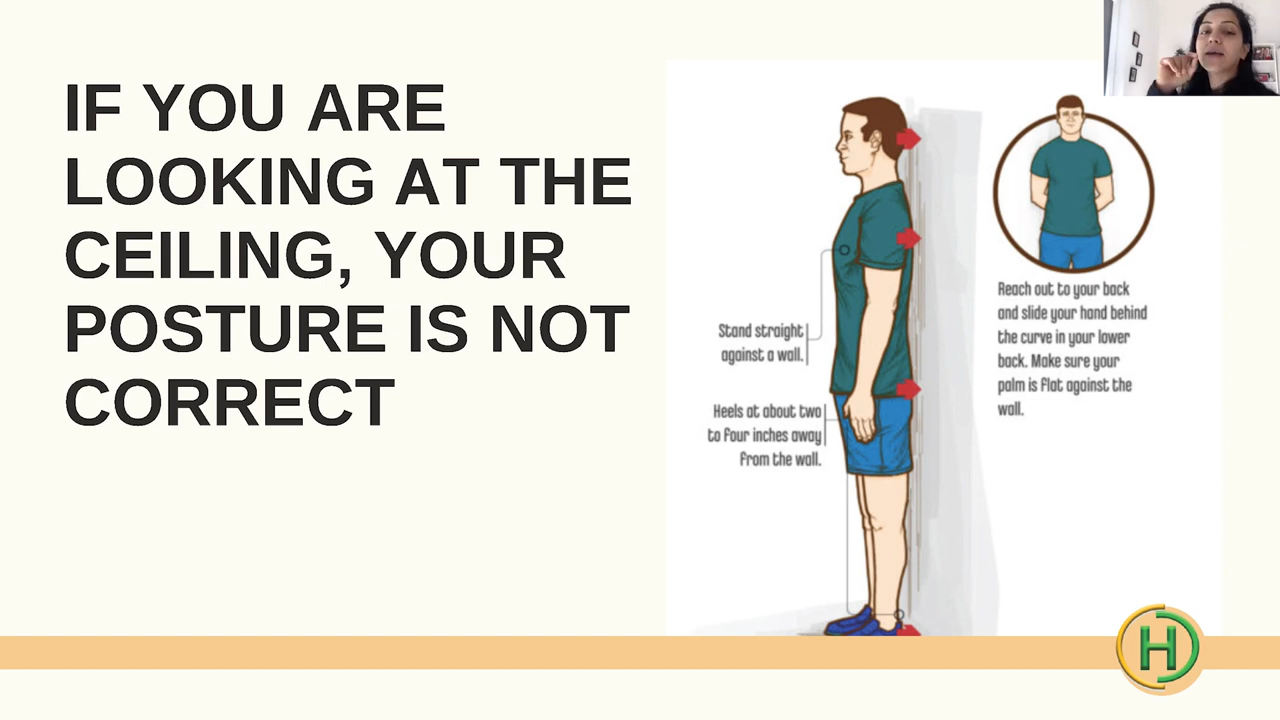 IF YOU ARE
LOOKING AT THE
CEILING, YOUR
POSTURE IS NOT
CORRECT
Stand straight
against a wall.
Heels at about two
to four inches away
from the wall.
Reach out to your back
and slide your hand behind
the curve in your lower
back. Make sure your
palm is flat against the
wall.
H